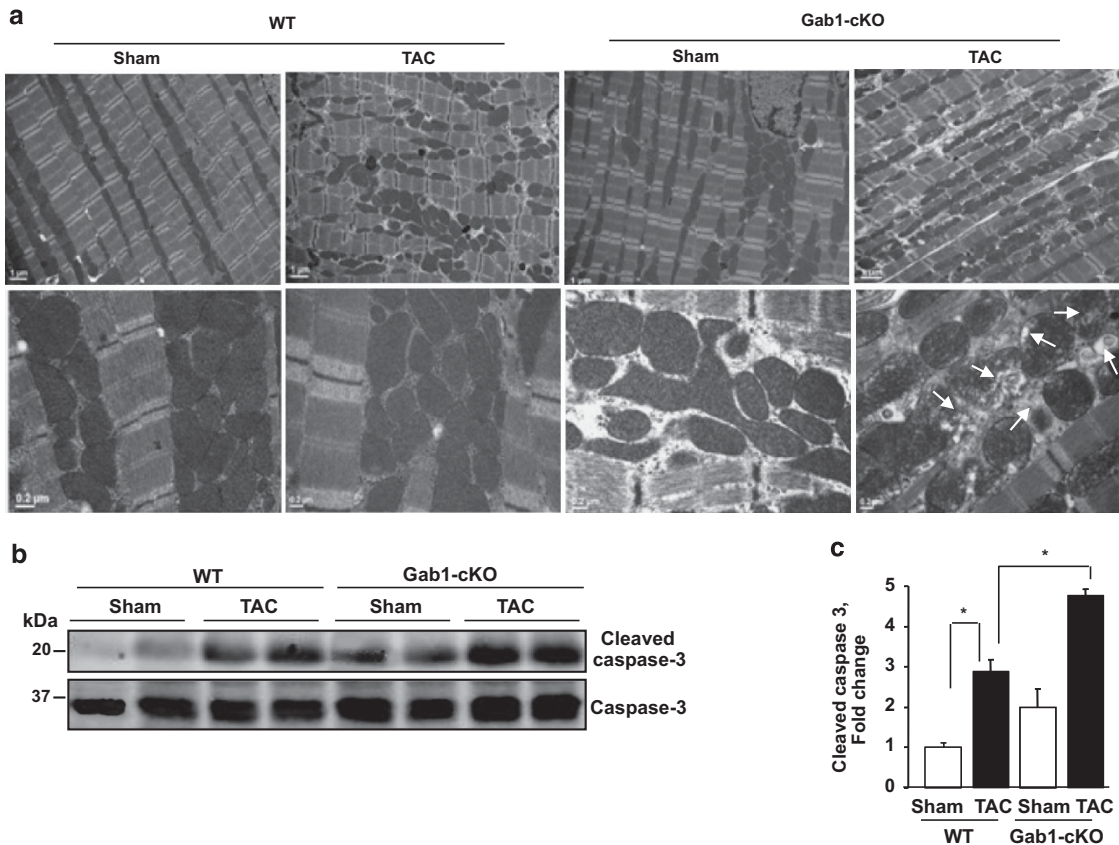 a
WT
Gab1-cKO
Sham
TAC
Sham
TAC
1 µm
1 µm
1 µm
0.2 µm
0.2 µm
0.2 µm
b
WT
Gab1-cKO
Sham
TAC
Sham
TAC
kDa
20
Cleaved
caspase-3
37
Caspase-3
c
Cleaved caspase 3,
Fold change
5
4
3
2
1
0
*
*
Sham TAC Sham TAC
WT
Gab1-cKO